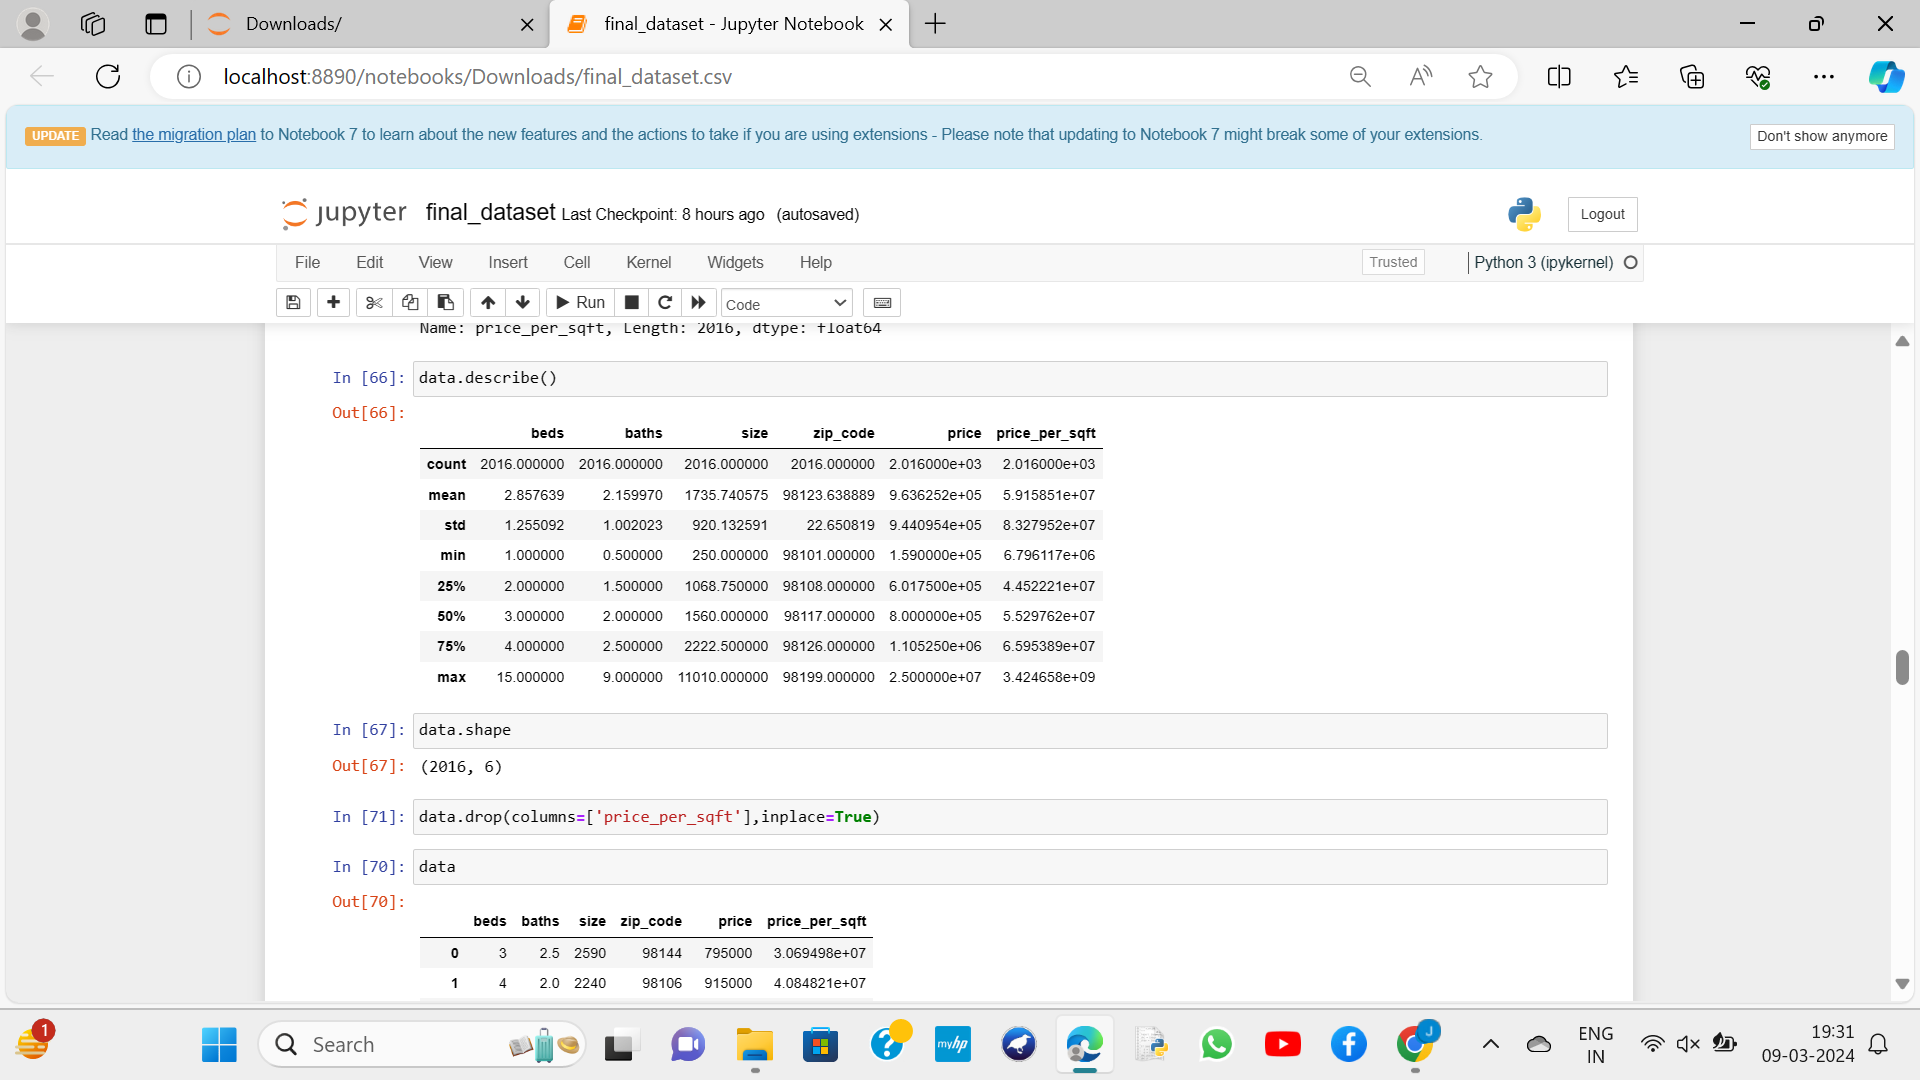 Downloads/
final_dataset - Jupyter Notebook
localhost:8890/notebooks/Downloads/final_dataset.csv
UPDATE Read the migration plan to Notebook 7 to learn about the new features and the actions to take if you are using extensions - Please note that updating to Notebook 7 might break some of your extensions.
Don't show anymore
jupyter final_dataset Last Checkpoint: 8 hours ago (autosaved)
Logout
File Edit View Insert Cell Kernel Widgets Help
Trusted
Python 3 (ipykernel)
Run
Code
Name: price_per_sqft, Length: 2016, dtype: float64
In [66]: data.describe()
Out[66]:
beds baths size zip_code price price_per_sqft
count 2016.000000 2016.000000 2016.000000 2016.000000 2.016000e+03 2.016000e+03
mean 2.857639 2.159970 1735.740575 98123.638889 9.636252e+05 5.915851e+07
std 1.255092 1.002023 920.132591 22.650819 9.440954e+05 8.327952e+07
min 1.000000 0.500000 250.000000 98101.000000 1.590000e+05 6.796117e+06
25% 2.000000 1.500000 1068.750000 98108.000000 6.017500e+05 4.452221e+07
50% 3.000000 2.000000 1560.000000 98117.000000 8.000000e+05 5.529762e+07
75% 4.000000 2.500000 2222.500000 98126.000000 1.105250e+06 6.595389e+07
max 15.000000 9.000000 11010.000000 98199.000000 2.500000e+07 3.424658e+09
In [67]: data.shape
Out[67]: (2016, 6)
In [71]: data.drop(columns=['price_per_sqft'],inplace=True)
In [70]: data
Out[70]:
beds baths size zip_code price price_per_sqft
0 3 2.5 2590 98144 795000 3.069498e+07
1 4 2.0 2240 98106 915000 4.084821e+07
1
Search
myhp
J
ENG
IN
19:31
09-03-2024